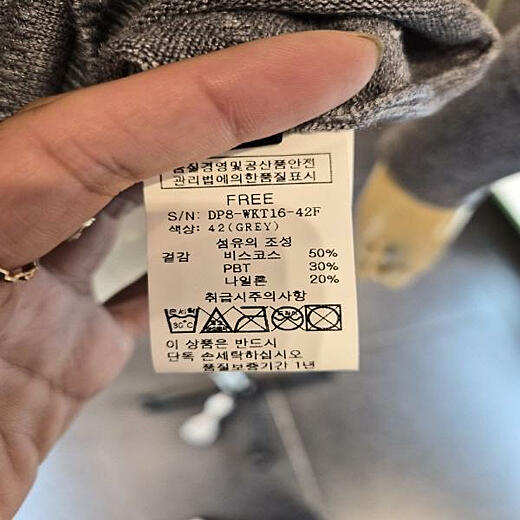 품질경영및공산품안전
관리법에의한품질표시
FREE
S/N: DP8-WKT16-42F
색상: 42(GREY)
섬유의 조성
겉감 비스코스 50%
PBT 30%
나일론 20%
취급시주의사항
손세탁
30℃
이 상품은 반드시
단독 손세탁하십시오
품질보증기간 1년